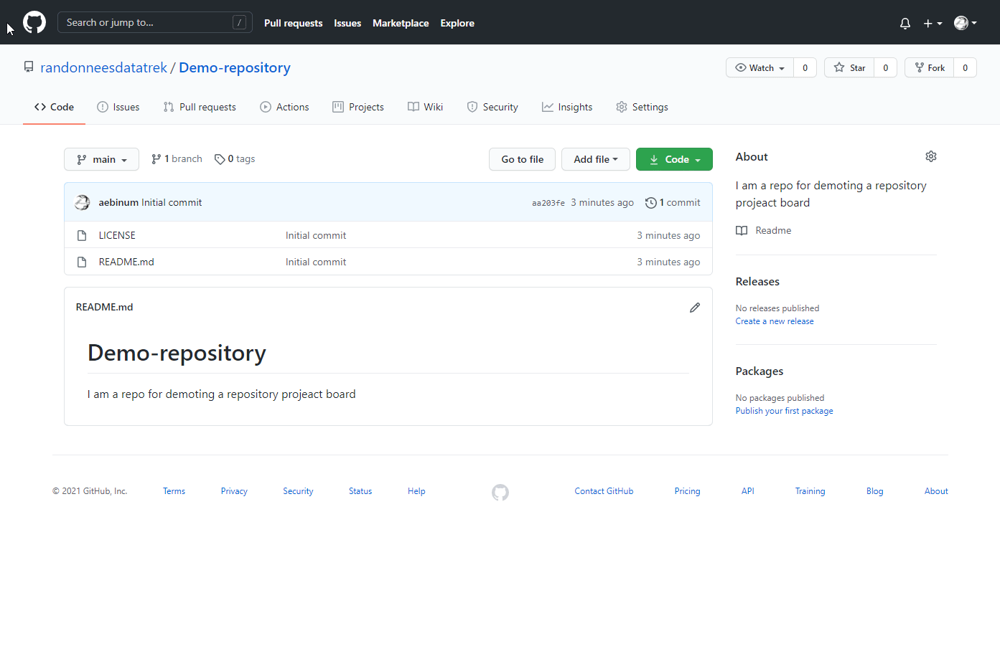 Search or jump to... /
Pull requests Issues Marketplace Explore
randonneesdatatrek / Demo-repository
Watch 0 Star 0 Fork 0
Code Issues Pull requests Actions Projects Wiki Security Insights Settings
main 1 branch 0 tags Go to file Add file Code
aebinum Initial commit aa203fe 3 minutes ago 1 commit
LICENSE Initial commit 3 minutes ago
README.md Initial commit 3 minutes ago
README.md
Demo-repository
I am a repo for demoting a repository projeact board
About
I am a repo for demoting a repository
projeact board
Readme
Releases
No releases published
Create a new release
Packages
No packages published
Publish your first package
© 2021 GitHub, Inc. Terms Privacy Security Status Help Contact GitHub Pricing API Training Blog About